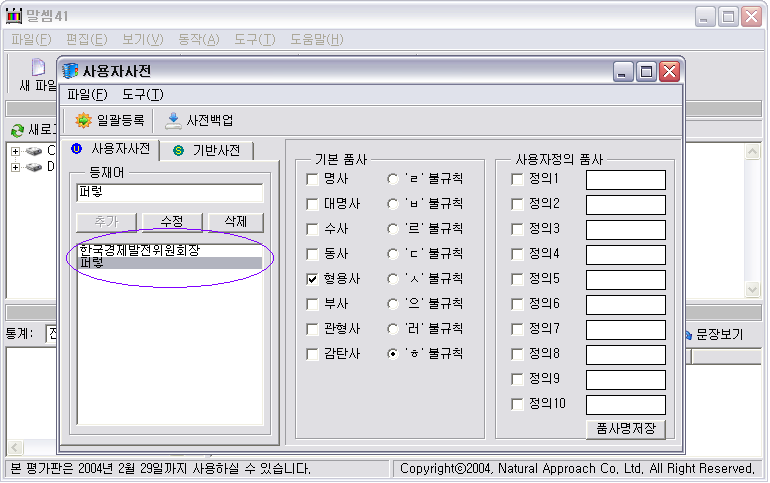 말셈41
파일(F) 편집(E) 보기(V) 동작(A) 도구(T) 도움말(H)
새 파일
새로고
C
D
통계:
문장보기
사용자사전
파일(F) 도구(T)
일괄등록 사전백업
사용자사전 기반사전
등재어
퍼렇
추가 수정 삭제
한국경제발전위원회장
퍼렇
기본 품사
명사 'ㄹ' 불규칙
대명사 'ㅂ' 불규칙
수사 '르' 불규칙
동사 'ㄷ' 불규칙
형용사 'ㅅ' 불규칙
부사 '으' 불규칙
관형사 '러' 불규칙
감탄사 'ㅎ' 불규칙
사용자정의 품사
정의1
정의2
정의3
정의4
정의5
정의6
정의7
정의8
정의9
정의10
품사명저장
본 평가판은 2004년 2월 29일까지 사용하실 수 있습니다.
Copyrightⓒ2004, Natural Approach Co, Ltd, All Right Reserved,